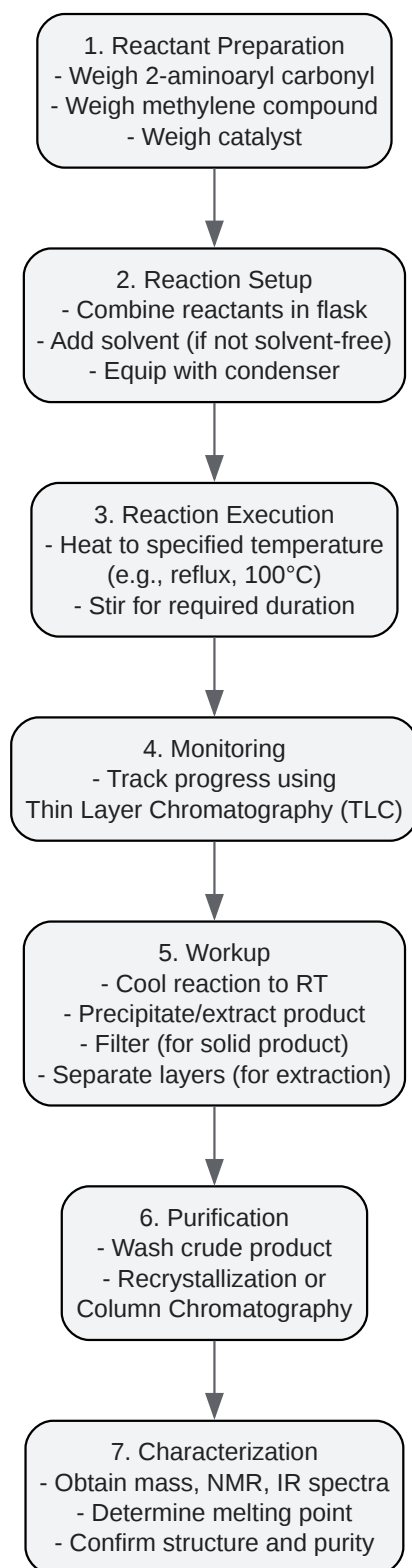 1. Reactant Preparation
- Weigh 2-aminoaryl carbonyl
- Weigh methylene compound
- Weigh catalyst
2. Reaction Setup
- Combine reactants in flask
- Add solvent (if not solvent-free)
- Equip with condenser
3. Reaction Execution
- Heat to specified temperature
(e.g., reflux, 100°C)
- Stir for required duration
4. Monitoring
- Track progress using
Thin Layer Chromatography (TLC)
5. Workup
- Cool reaction to RT
- Precipitate/extract product
- Filter (for solid product)
- Separate layers (for extraction)
6. Purification
- Wash crude product
- Recrystallization or
Column Chromatography
7. Characterization
- Obtain mass, NMR, IR spectra
- Determine melting point
- Confirm structure and purity